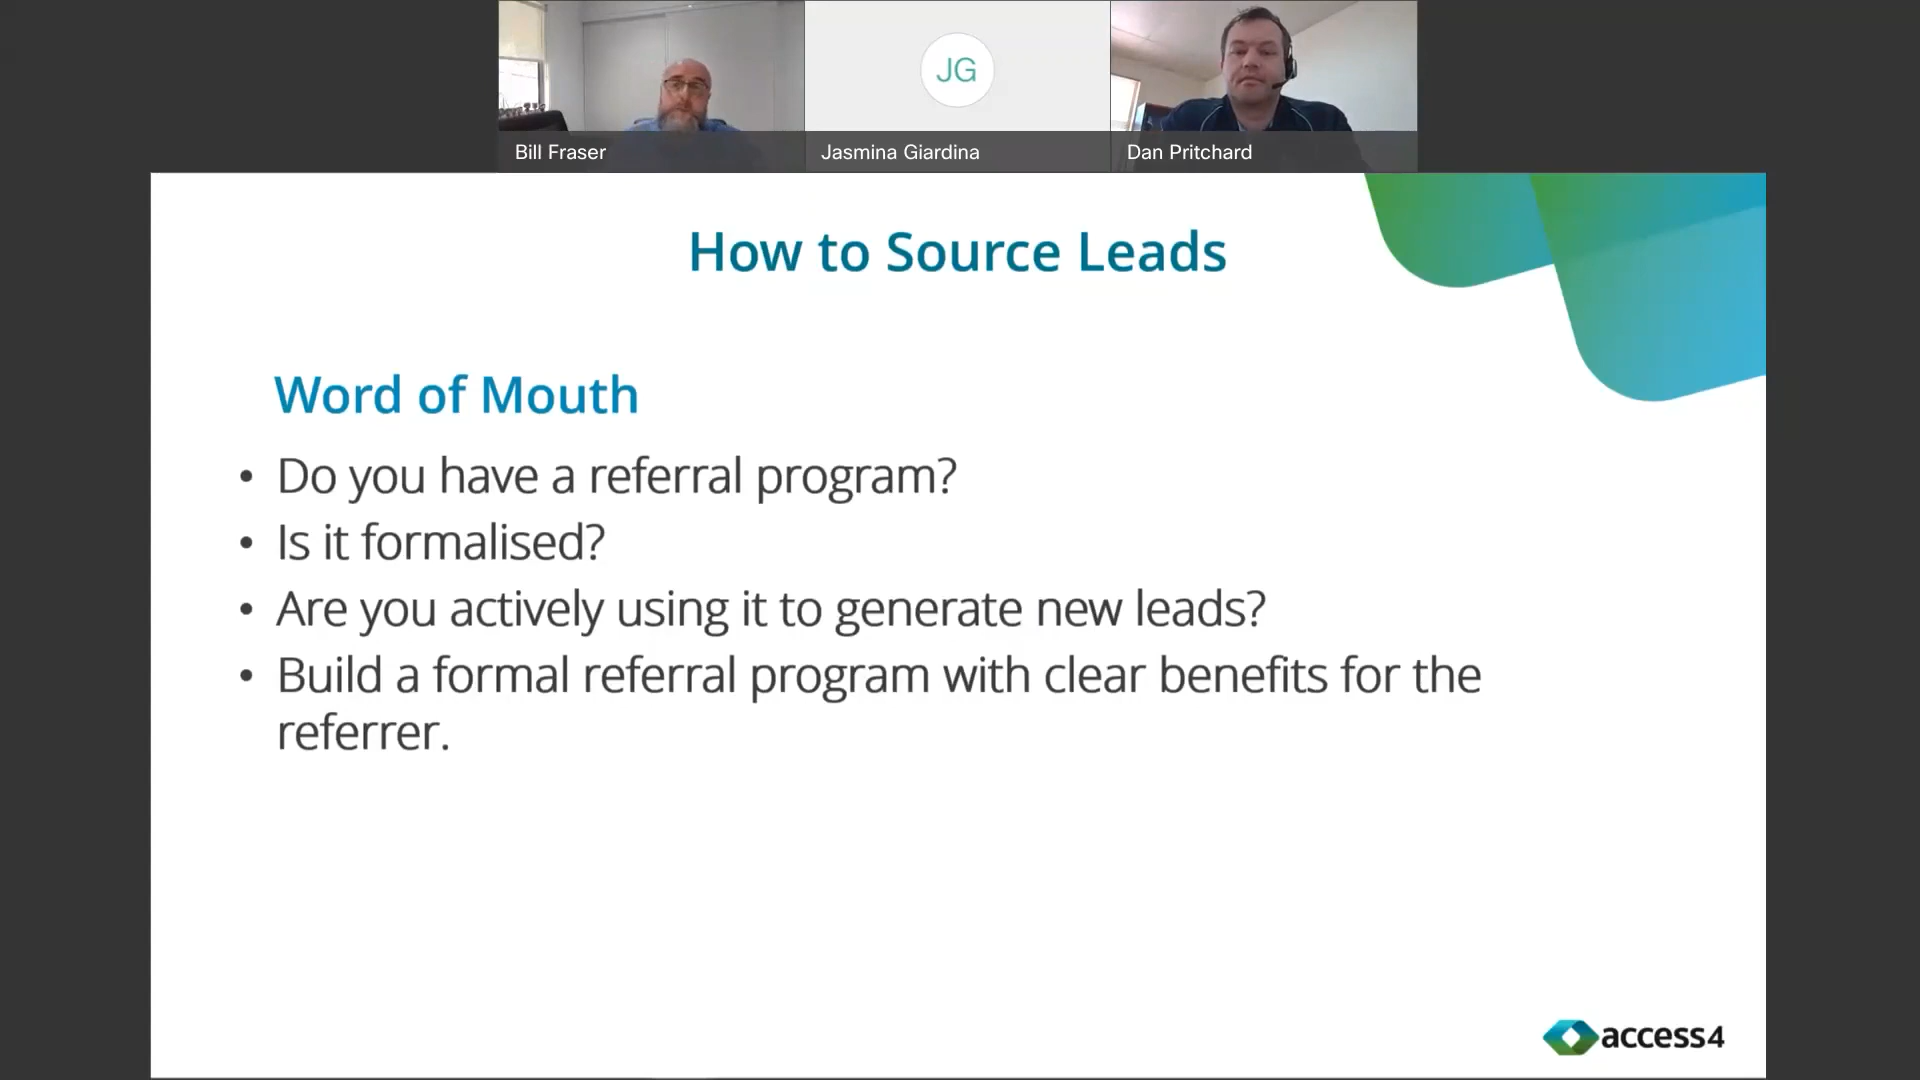 JG
Bill Fraser
Jasmina Giardina
Dan Pritchard
How to Source Leads
Word of Mouth
• Do you have a referral program?
• Is it formalised?
• Are you actively using it to generate new leads?
• Build a formal referral program with clear benefits for the
referrer.
access4